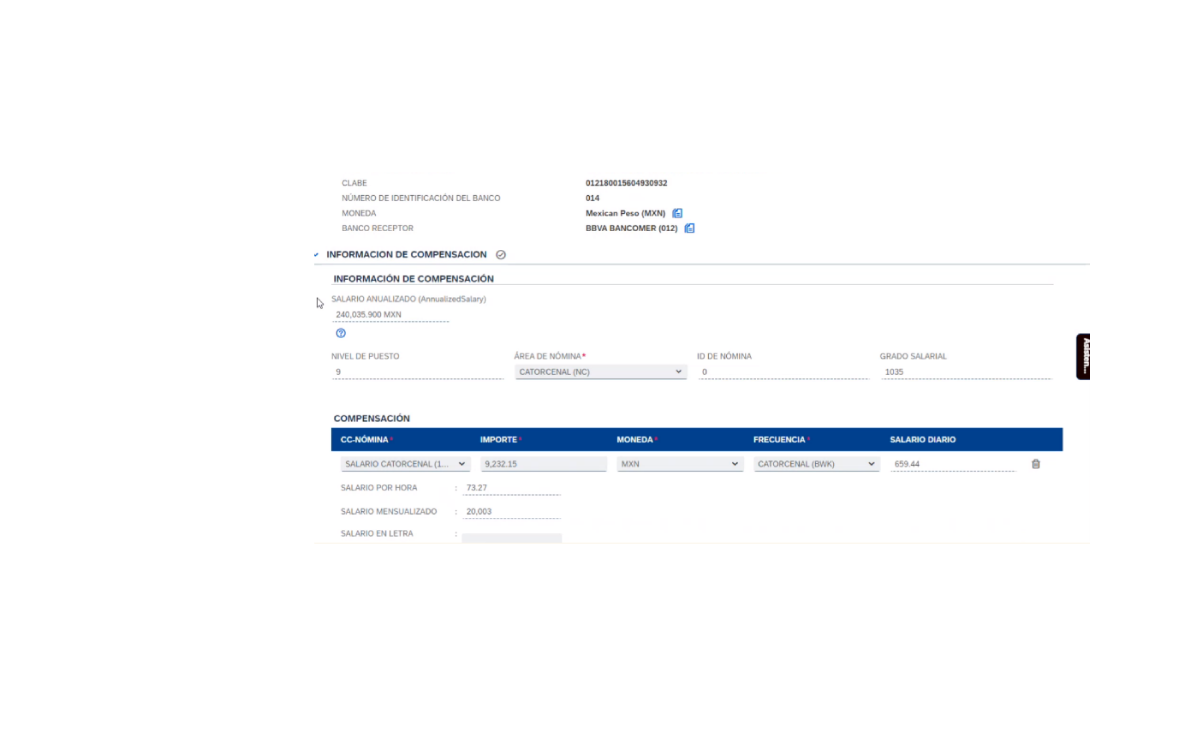 CLABE 012180015604930932
NÚMERO DE IDENTIFICACIÓN DEL BANCO 014
MONEDA Mexican Peso (MXN)
BANCO RECEPTOR BBVA BANCOMER (012)
INFORMACION DE COMPENSACION
INFORMACIÓN DE COMPENSACIÓN
SALARIO ANUALIZADO (AnnualizedSalary)
240,035.900 MXN
NIVEL DE PUESTO ÁREA DE NÓMINA* ID DE NÓMINA GRADO SALARIAL
9 CATORCENAL (NC) 0 1035
Asisten...
COMPENSACIÓN
CC-NÓMINA* IMPORTE* MONEDA* FRECUENCIA* SALARIO DIARIO
SALARIO CATORCENAL (1... 9,232.15 MXN CATORCENAL (BWK) 659.44
SALARIO POR HORA : 73.27
SALARIO MENSUALIZADO : 20,003
SALARIO EN LETRA :